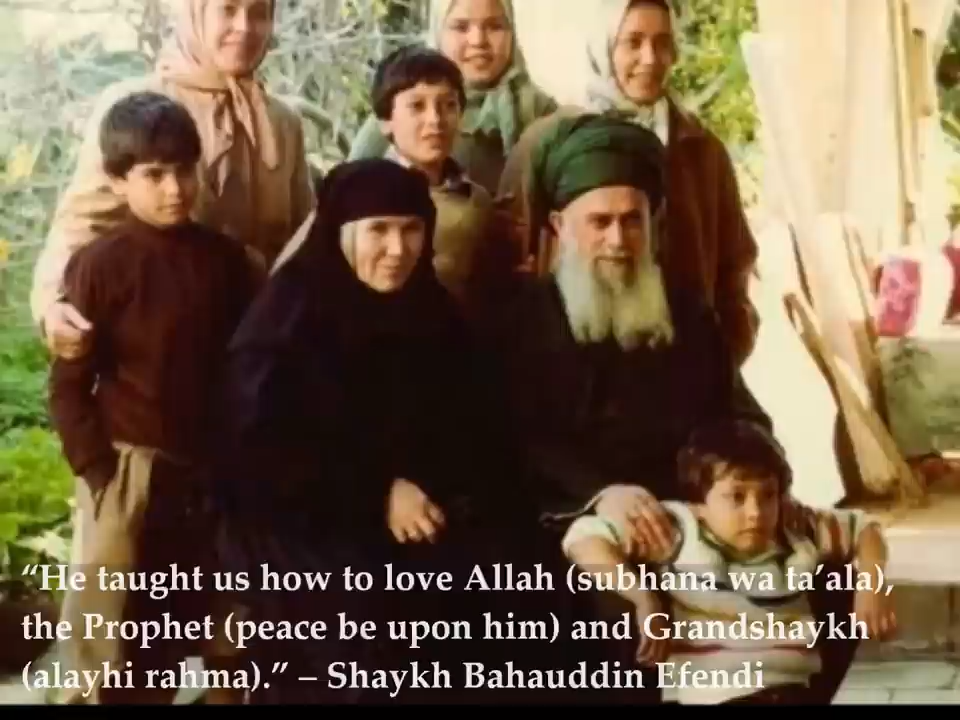 “He taught us how to love Allah (subhana wa ta’ala),
the Prophet (peace be upon him) and Grandshaykh
(alayhi rahma).” – Shaykh Bahauddin Efendi